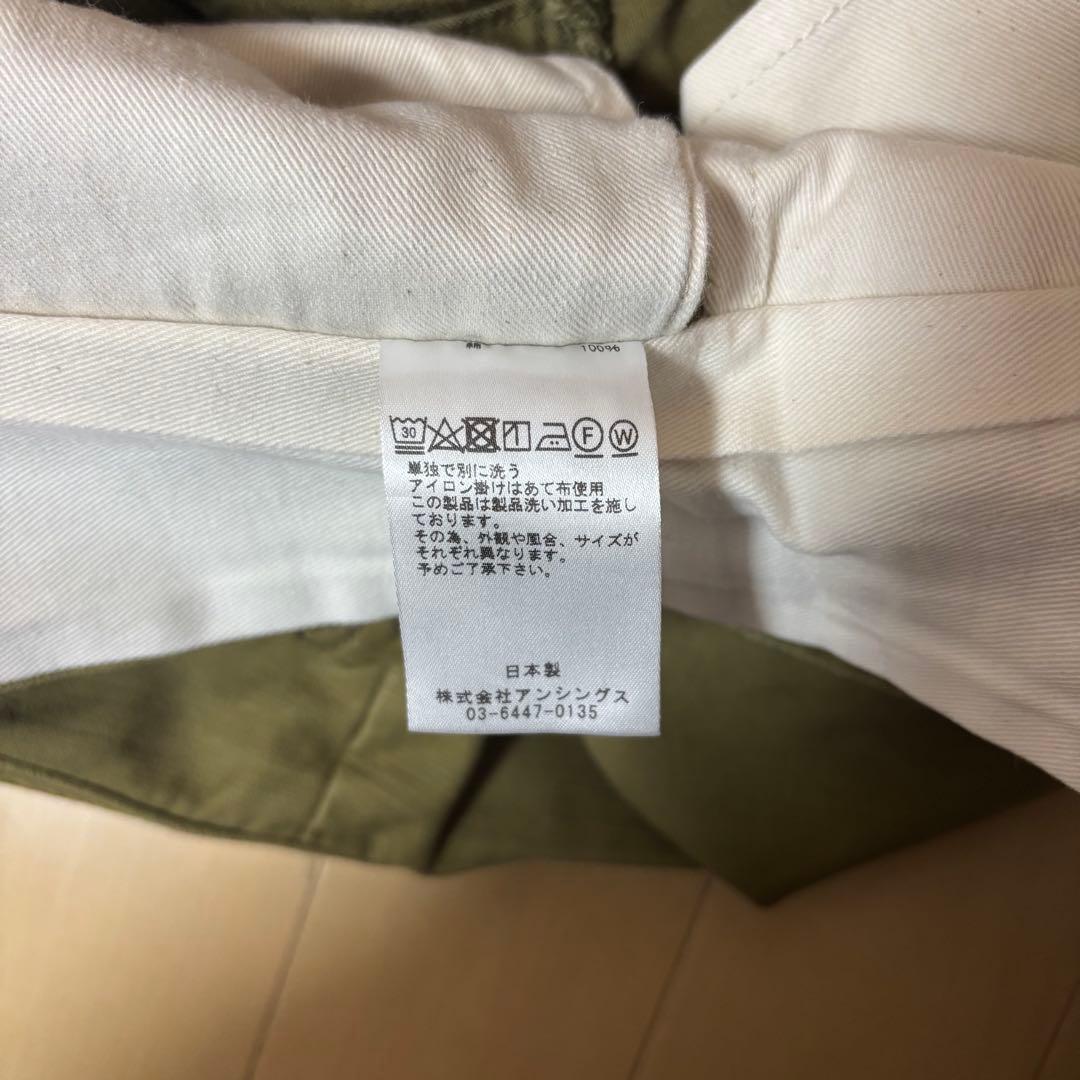 綿 100%
30 F W
単独で別に洗う
アイロン掛けはあて布使用
この製品は製品洗い加工を施し
ております。
その為、外観や風合、サイズが
それぞれ異なります。
予めご了承下さい。
日本製
株式会社アンシングス
03-6447-0135